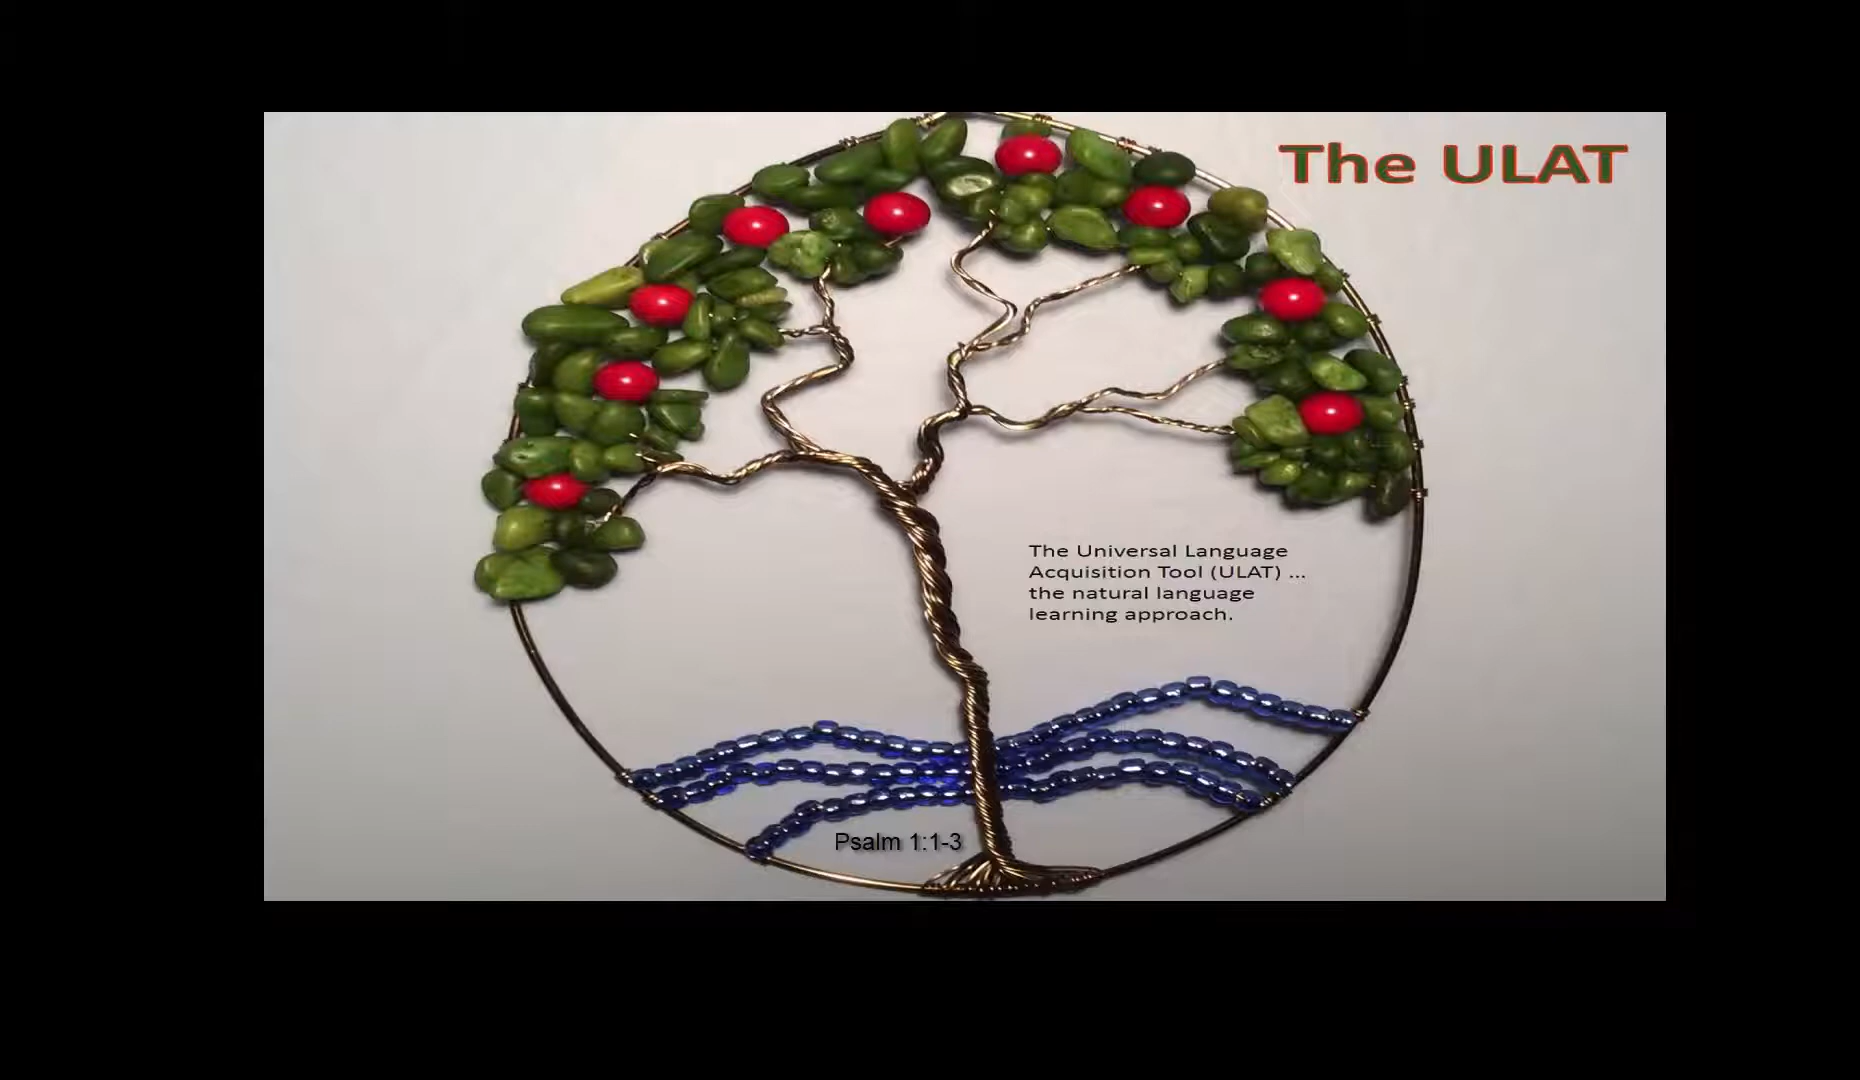 The ULAT
The Universal Language
Acquisition Tool (ULAT) ...
the natural language
learning approach.
Psalm 1:1-3